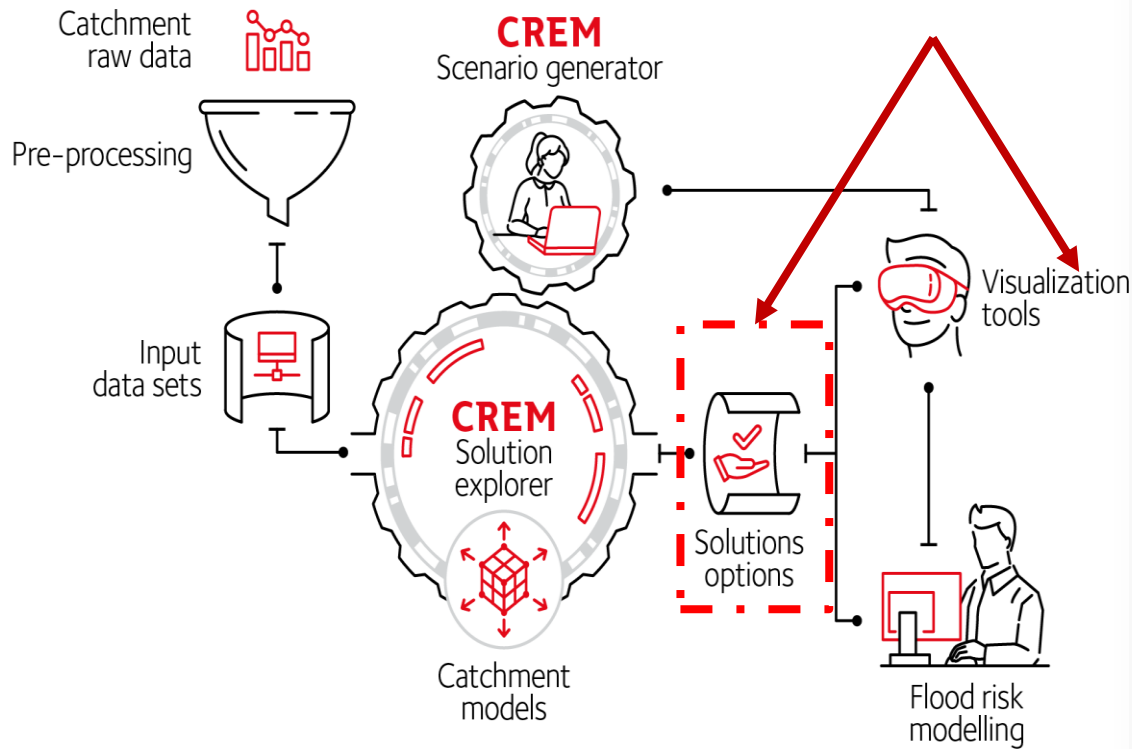 Catchment
raw data
CREM
Scenario generator
Pre-processing
Visualization
tools
Input
data sets
CREM
Solution
explorer
Solutions
options
Catchment
models
Flood risk
modelling